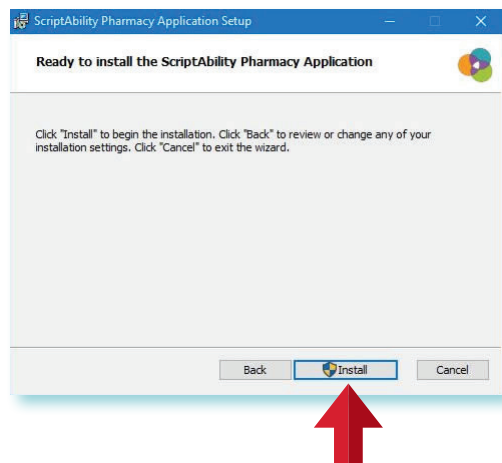 ScriptAbility Pharmacy Application Setup
Ready to install the ScriptAbility Pharmacy Application
Click "Install" to begin the installation. Click "Back" to review or change any of your
installation settings. Click "Cancel" to exit the wizard.
Back Install Cancel